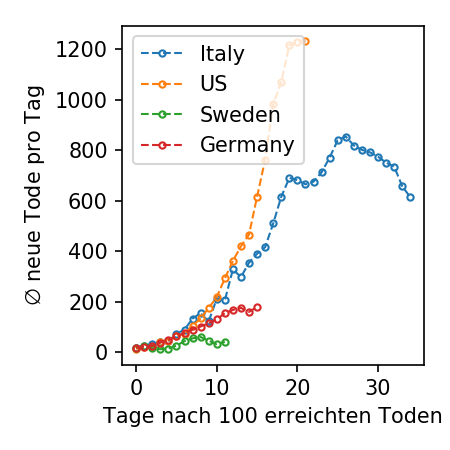 Italy
US
Sweden
Germany
∅ neue Tode pro Tag
1200
1000
800
600
400
200
0
0 10 20 30
Tage nach 100 erreichten Toden